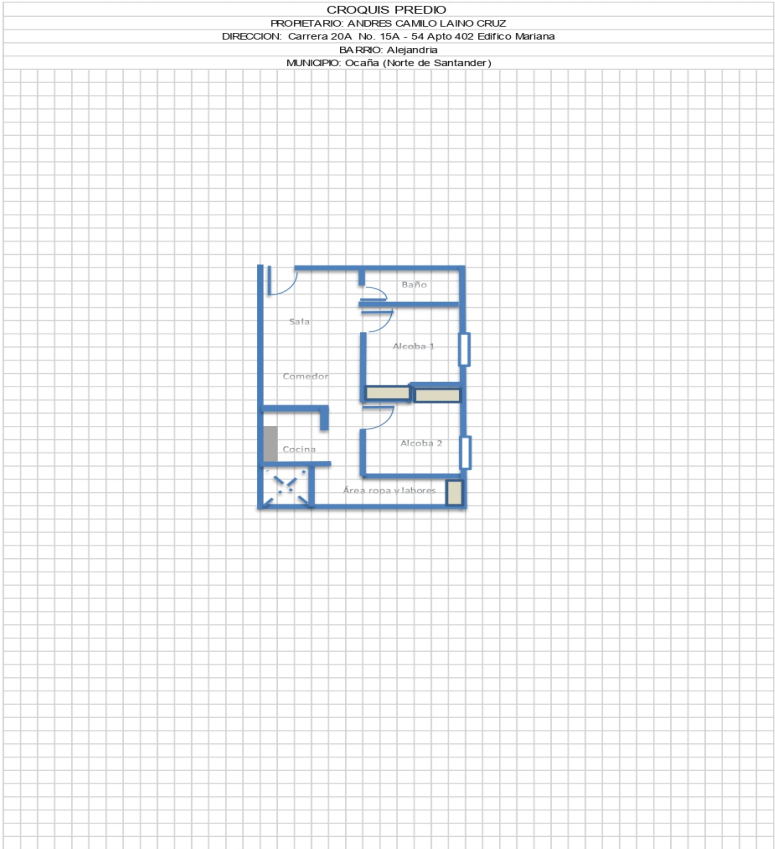 CROQUIS PREDIO
PROPIETARIO: ANDRES CAMILO LAINO CRUZ
DIRECCION: Carrera 20A No. 15A - 54 Apto 402 Edifico Mariana
BARRIO: Alejandria
MUNICIPIO: Ocaña (Norte de Santander)
Baño
Sala
Alcoba 1
Comedor
Alcoba 2
Cocina
Área ropa y labores